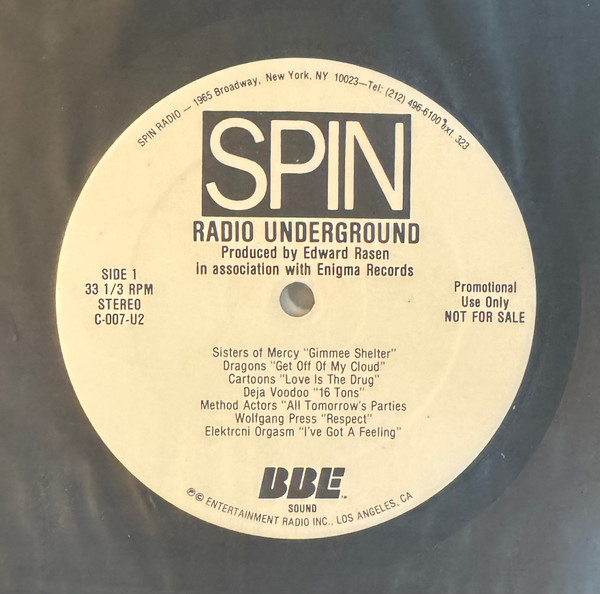 SPIN RADIO — 1965 Broadway, New York, NY 10023—Tel: (212) 496-6100 ext. 323
SPIN
RADIO UNDERGROUND
Produced by Edward Rasen
in association with Enigma Records
SIDE 1
33 1/3 RPM
STEREO
C-007-U2
Promotional
Use Only
NOT FOR SALE
Sisters of Mercy "Gimmee Shelter"
Dragons "Get Off Of My Cloud"
Cartoons "Love Is The Drug"
Deja Voodoo "16 Tons"
Method Actors "All Tomorrow's Parties
Wolfgang Press "Respect"
Elektrcni Orgasm "I've Got A Feeling"
BBE™
SOUND
℗© ENTERTAINMENT RADIO INC., LOS ANGELES, CA